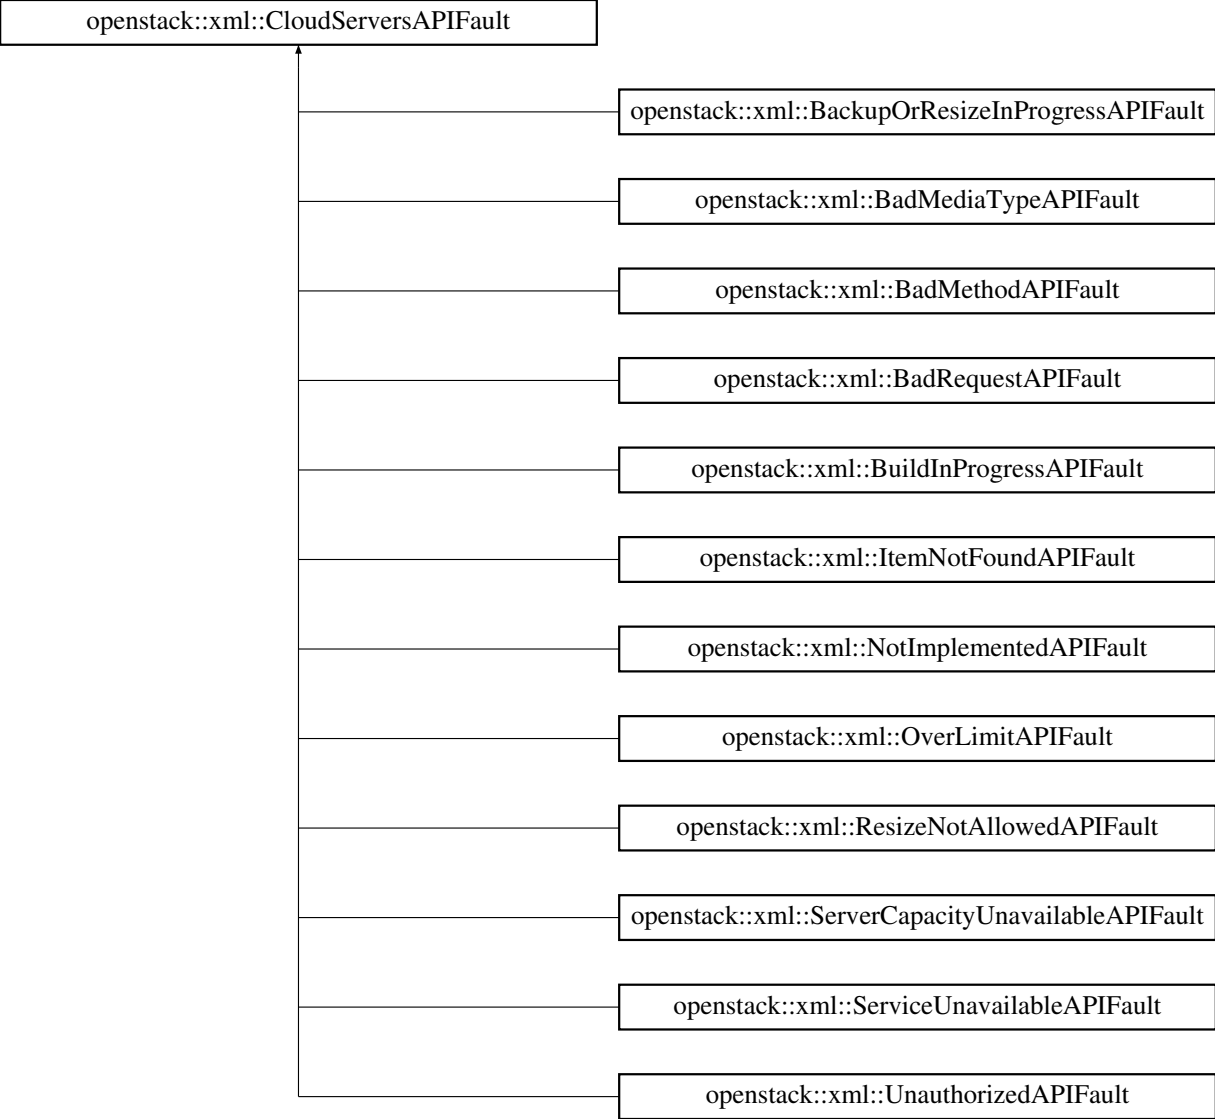 openstack::xml::CloudServersAPIFault
openstack::xml::BackupOrResizeInProgressAPIFault
openstack::xml::BadMediaTypeAPIFault
openstack::xml::BadMethodAPIFault
openstack::xml::BadRequestAPIFault
openstack::xml::BuildInProgressAPIFault
openstack::xml::ItemNotFoundAPIFault
openstack::xml::NotImplementedAPIFault
openstack::xml::OverLimitAPIFault
openstack::xml::ResizeNotAllowedAPIFault
openstack::xml::ServerCapacityUnavailableAPIFault
openstack::xml::ServiceUnavailableAPIFault
openstack::xml::UnauthorizedAPIFault